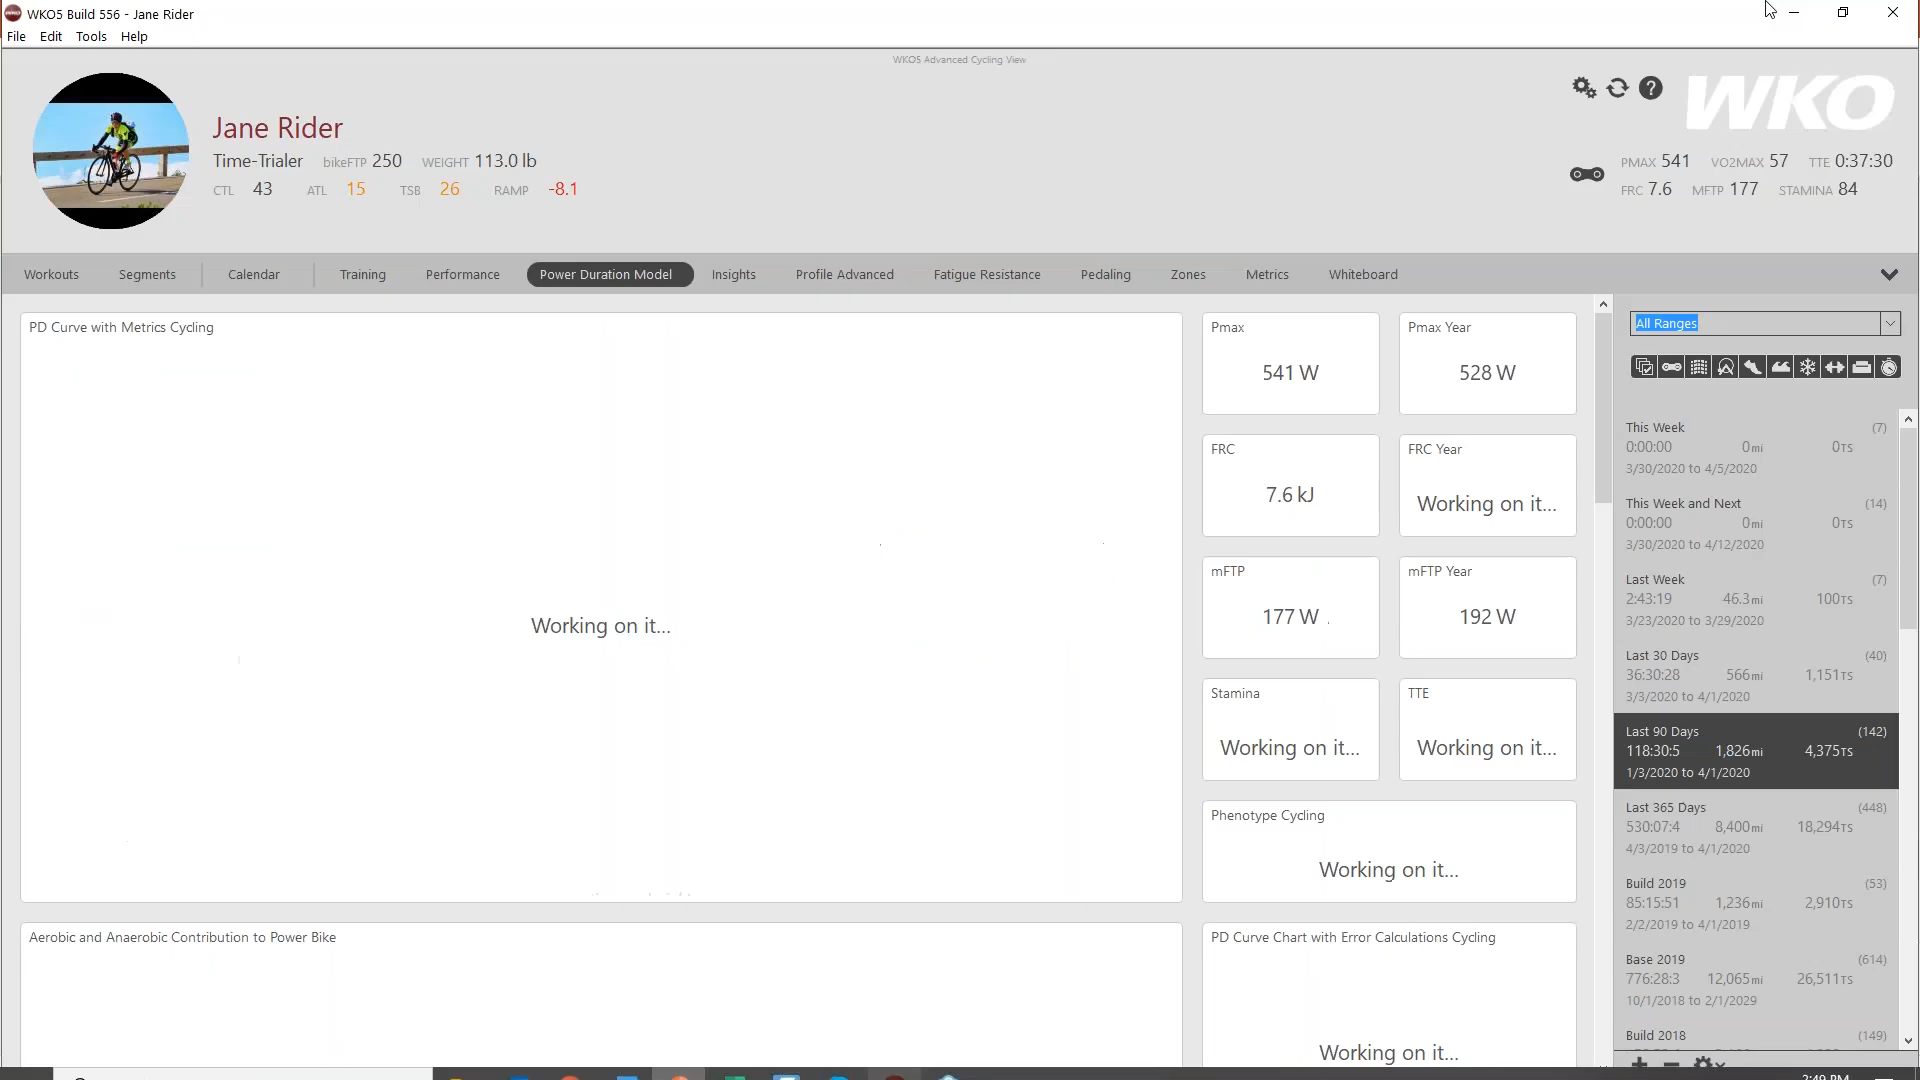 WKO5 Build 556 - Jane Rider
File Edit Tools Help
WKO5 Advanced Cycling View
WKO
Jane Rider
Time-Trialer bikeFTP 250 WEIGHT 113.0 lb
CTL 43 ATL 15 TSB 26 RAMP -8.1
PMAX 541 VO2MAX 57 TTE 0:37:30
FRC 7.6 MFTP 177 STAMINA 84
Workouts Segments Calendar Training Performance Power Duration Model Insights Profile Advanced Fatigue Resistance Pedaling Zones Metrics Whiteboard
PD Curve with Metrics Cycling
Working on it...
Pmax
541 W
Pmax Year
528 W
FRC
7.6 kJ
FRC Year
Working on it...
mFTP
177 W
mFTP Year
192 W
Stamina
Working on it...
TTE
Working on it...
Phenotype Cycling
Working on it...
Aerobic and Anaerobic Contribution to Power Bike
PD Curve Chart with Error Calculations Cycling
Working on it...
All Ranges
This Week (7)
0:00:00 0mi 0TS
3/30/2020 to 4/5/2020
This Week and Next (14)
0:00:00 0mi 0TS
3/30/2020 to 4/12/2020
Last Week (7)
2:43:19 46.3mi 100TS
3/23/2020 to 3/29/2020
Last 30 Days (40)
36:30:28 566mi 1,151TS
3/3/2020 to 4/1/2020
Last 90 Days (142)
118:30:5 1,826mi 4,375TS
1/3/2020 to 4/1/2020
Last 365 Days (448)
530:07:4 8,400mi 18,294TS
4/3/2019 to 4/1/2020
Build 2019 (53)
85:15:51 1,236mi 2,910TS
2/2/2019 to 4/1/2019
Base 2019 (614)
776:28:3 12,065mi 26,511TS
10/1/2018 to 2/1/2029
Build 2018 (149)
2:49 PM